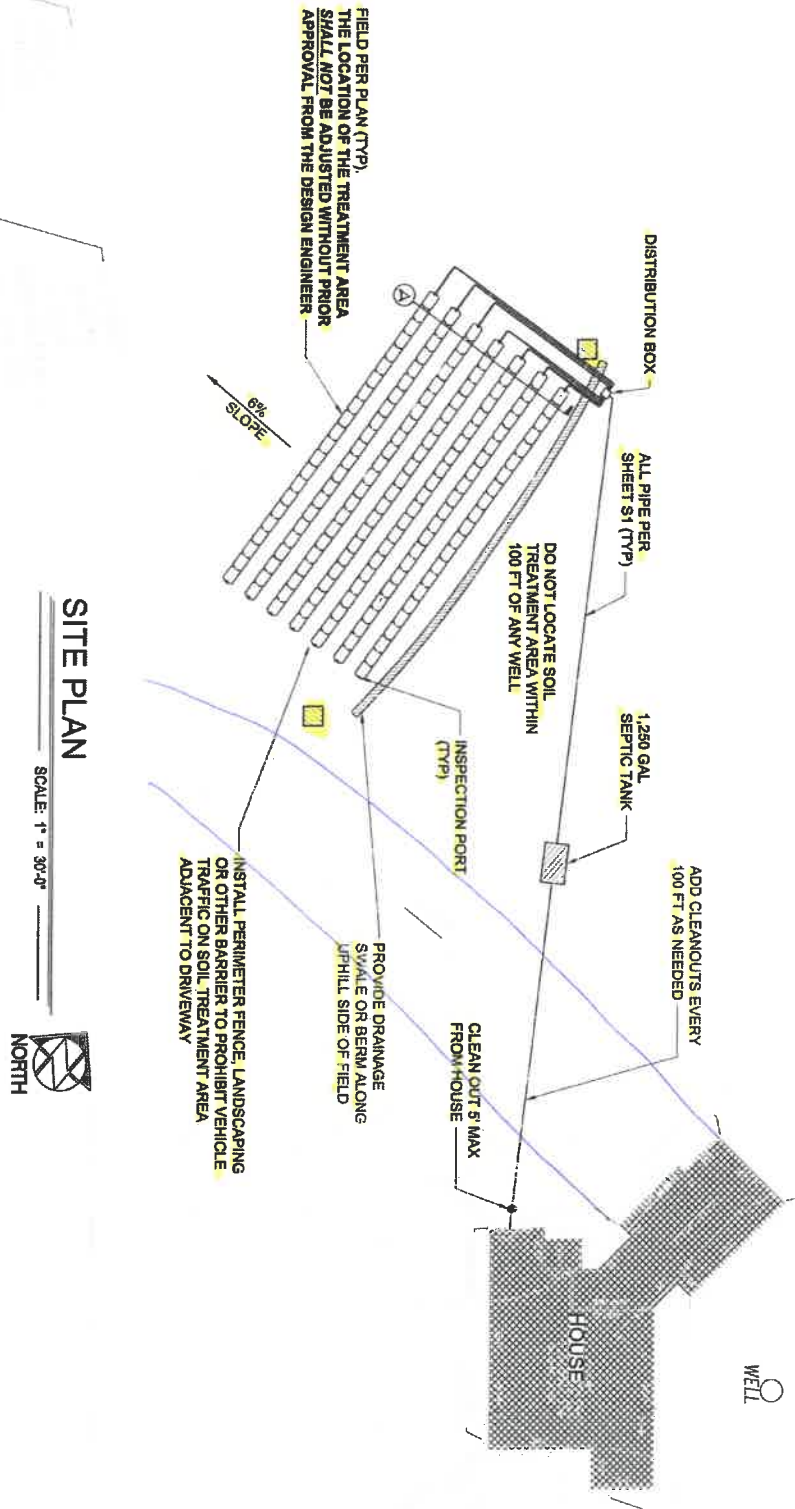 FIELD PER PLAN (TYP).
THE LOCATION OF THE TREATMENT AREA
SHALL NOT BE ADJUSTED WITHOUT PRIOR
APPROVAL FROM THE DESIGN ENGINEER
DISTRIBUTION BOX
ALL PIPE PER
SHEET S1 (TYP)
1,250 GAL
SEPTIC TANK
ADD CLEANOUTS EVERY
100 FT AS NEEDED
WELL
HOUSE
CLEAN OUT 5' MAX
FROM HOUSE
DO NOT LOCATE SOIL
TREATMENT AREA WITHIN
100 FT OF ANY WELL
INSPECTION PORT
(TYP)
PROVIDE DRAINAGE
SWALE OR BERM ALONG
UPHILL SIDE OF FIELD
A
6%
SLOPE
INSTALL PERIMETER FENCE, LANDSCAPING
OR OTHER BARRIER TO PROHIBIT VEHICLE
TRAFFIC ON SOIL TREATMENT AREA
ADJACENT TO DRIVEWAY
SITE PLAN
SCALE: 1" = 30'-0"
NORTH